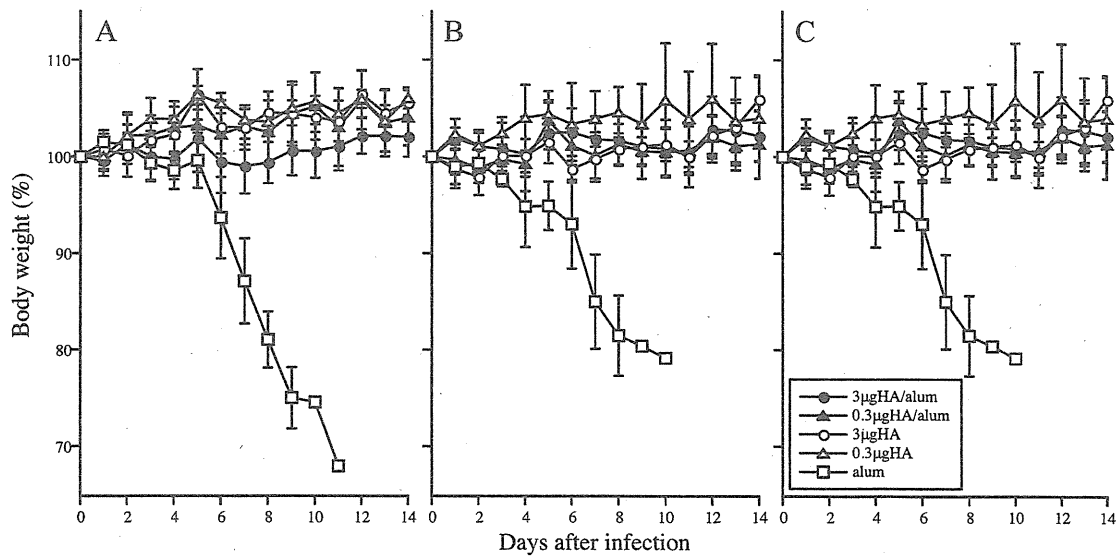 A
B
C
110
100
90
80
70
Body weight (%)
3μgHA/alum
0.3μgHA/alum
3μgHA
0.3μgHA
alum
0 2 4 6 8 10 12 14
0 2 4 6 8 10 12 14
0 2 4 6 8 10 12 14
Days after infection